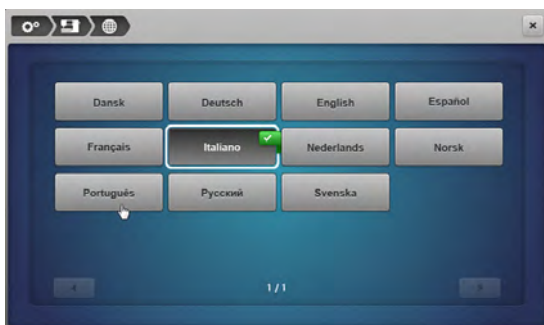 Dansk Deutsch English Español
Français Italiano Nederlands Norsk
Português Русский Svenska
1/1